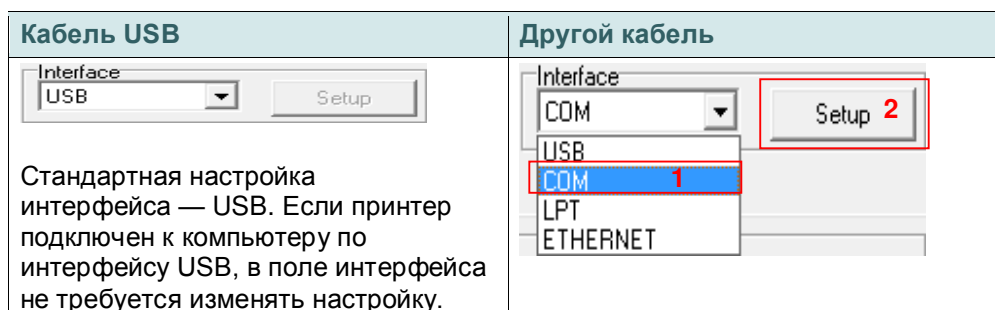 Кабель USB
Interface
USB
Setup
Стандартная настройка
интерфейса — USB. Если принтер
подключен к компьютеру по
интерфейсу USB, в поле интерфейса
не требуется изменять настройку.
Другой кабель
Interface
COM
Setup 2
USB
COM 1
LPT
ETHERNET